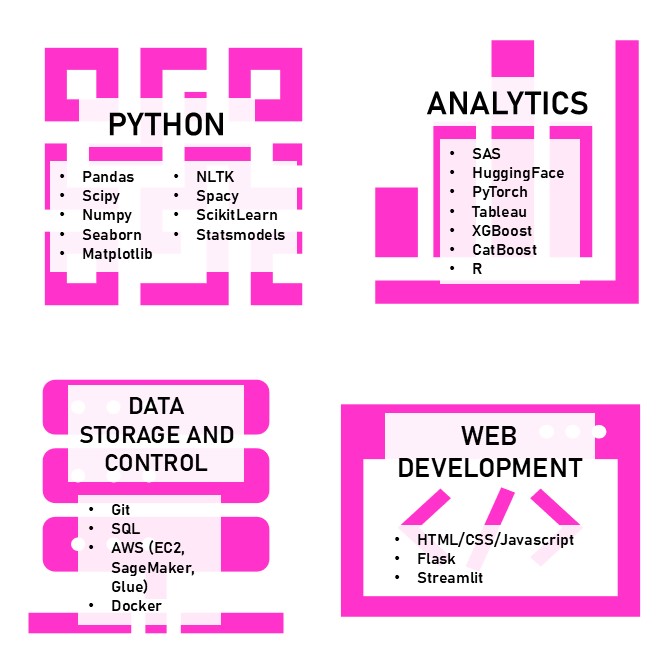 PYTHON
• Pandas
• Scipy
• Numpy
• Seaborn
• Matplotlib
• NLTK
• Spacy
• ScikitLearn
• Statsmodels
ANALYTICS
• SAS
• HuggingFace
• PyTorch
• Tableau
• XGBoost
• CatBoost
• R
DATA
STORAGE AND
CONTROL
• Git
• SQL
• AWS (EC2,
SageMaker,
Glue)
• Docker
WEB
DEVELOPMENT
• HTML/CSS/Javascript
• Flask
• Streamlit